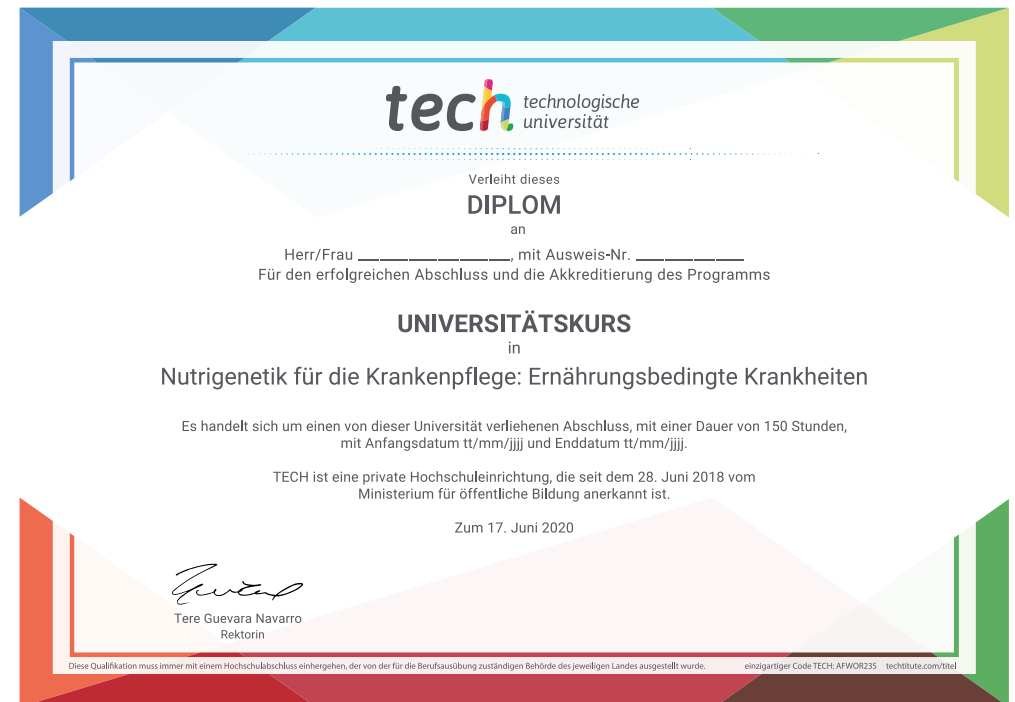 tech technologische
universität
Verleiht dieses
DIPLOM
an
Herr/Frau ____________________, mit Ausweis-Nr. ______________
Für den erfolgreichen Abschluss und die Akkreditierung des Programms
UNIVERSITÄTSKURS
in
Nutrigenetik für die Krankenpflege: Ernährungsbedingte Krankheiten
Es handelt sich um einen von dieser Universität verliehenen Abschluss, mit einer Dauer von 150 Stunden,
mit Anfangsdatum tt/mm/jjjj und Enddatum tt/mm/jjjj.
TECH ist eine private Hochschuleinrichtung, die seit dem 28. Juni 2018 vom
Ministerium für öffentliche Bildung anerkannt ist.
Zum 17. Juni 2020
Tere Guevara Navarro
Rektorin
Diese Qualifikation muss immer mit einem Hochschulabschluss einhergehen, der von der für die Berufsausübung zuständigen Behörde des jeweiligen Landes ausgestellt wurde. einzigartiger Code TECH: AFWOR23S techtitute.com/titel